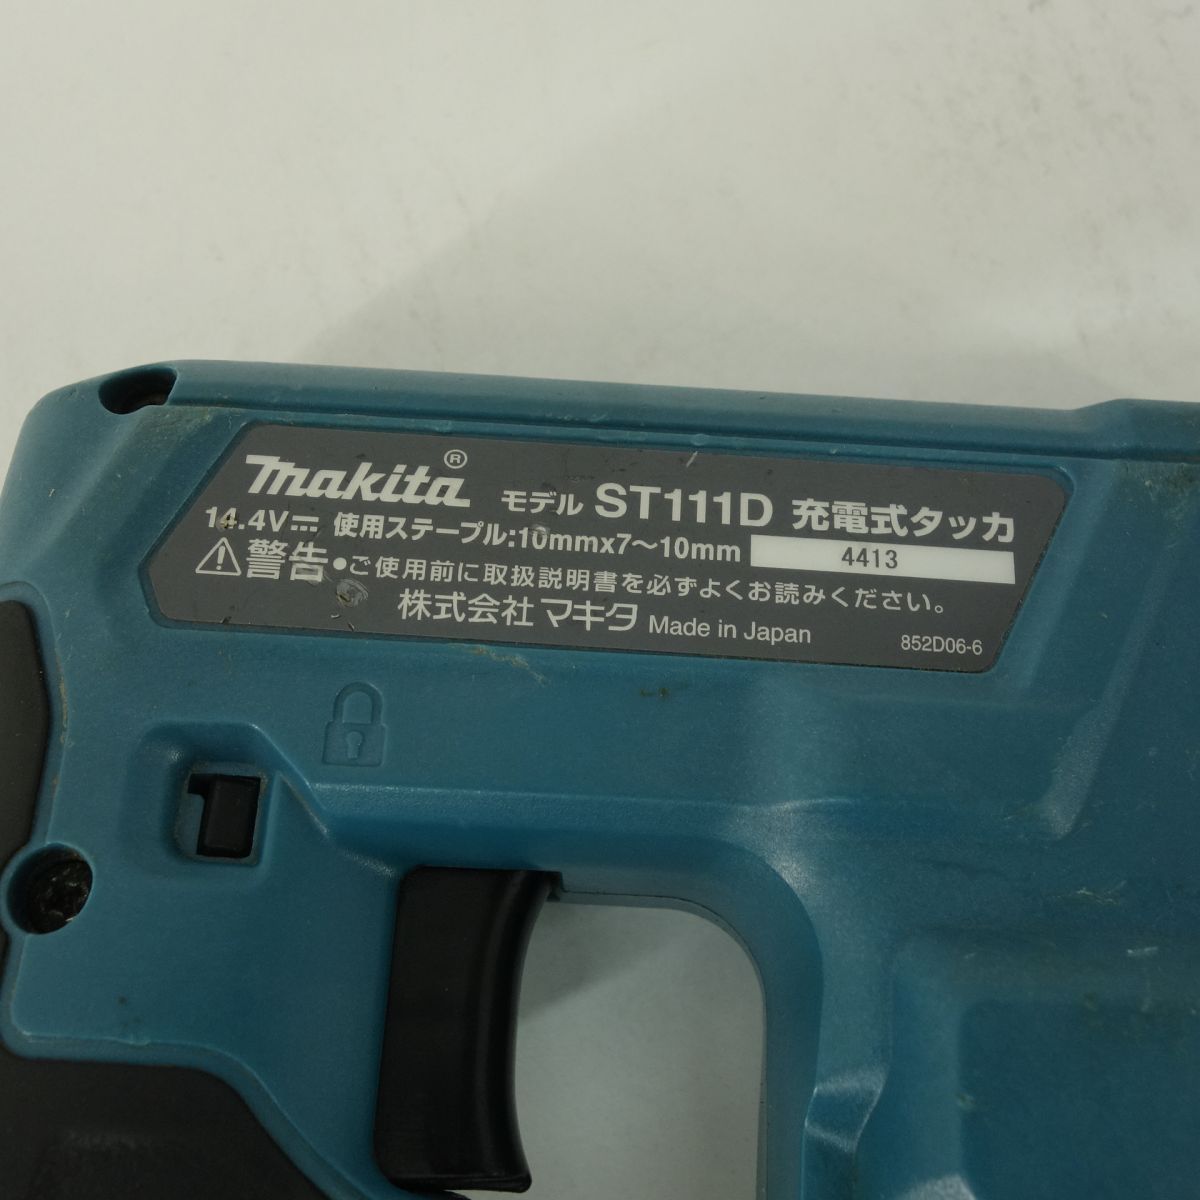 makita® モデル ST111D 充電式タッカ
14.4V⎓ 使用ステープル:10mmx7〜10mm 4413
⚠警告●ご使用前に取扱説明書を必ずよくお読みください。
株式会社マキタ Made in Japan 852D06-6